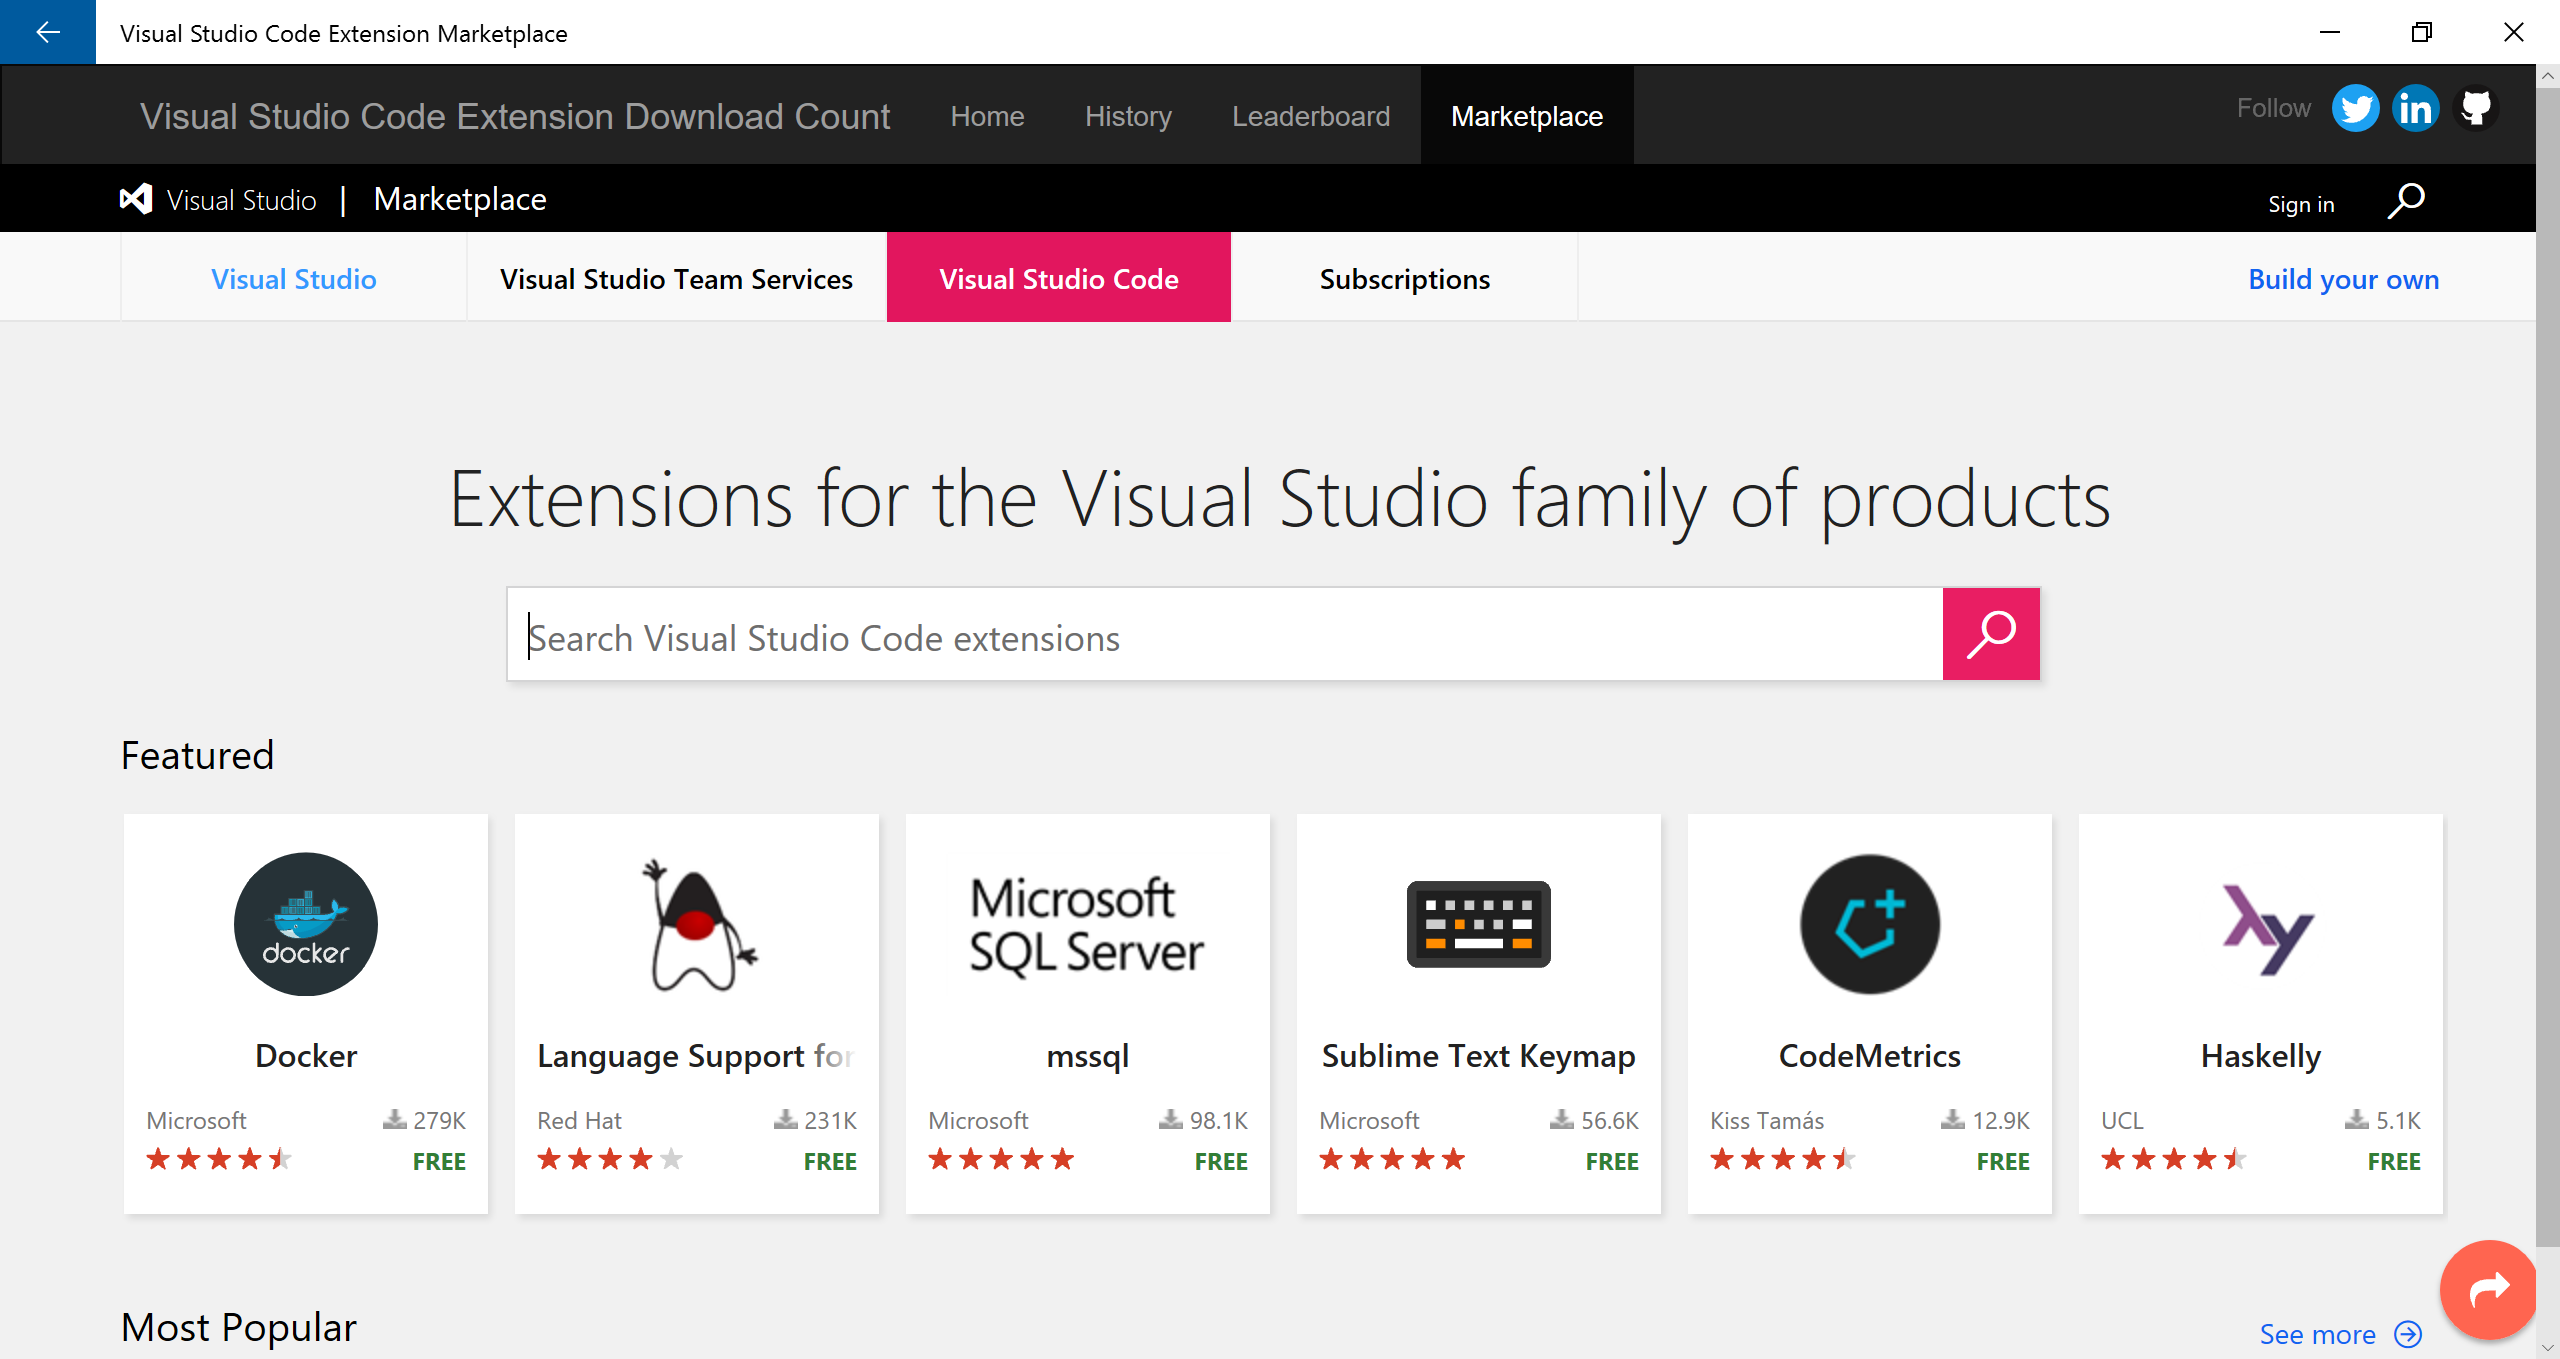 Visual Studio Code Extension Marketplace
Visual Studio Code Extension Download Count Home History Leaderboard Marketplace Follow in
Visual Studio | Marketplace Sign in
Visual Studio Visual Studio Team Services Visual Studio Code Subscriptions Build your own
Extensions for the Visual Studio family of products
Search Visual Studio Code extensions
Featured
docker
Microsoft
SQL Server
λy
Docker Language Support for mssql Sublime Text Keymap CodeMetrics Haskelly
Microsoft 279K Red Hat 231K Microsoft 98.1K Microsoft 56.6K Kiss Tamás 12.9K UCL 5.1K
FREE FREE FREE FREE FREE FREE
Most Popular See more